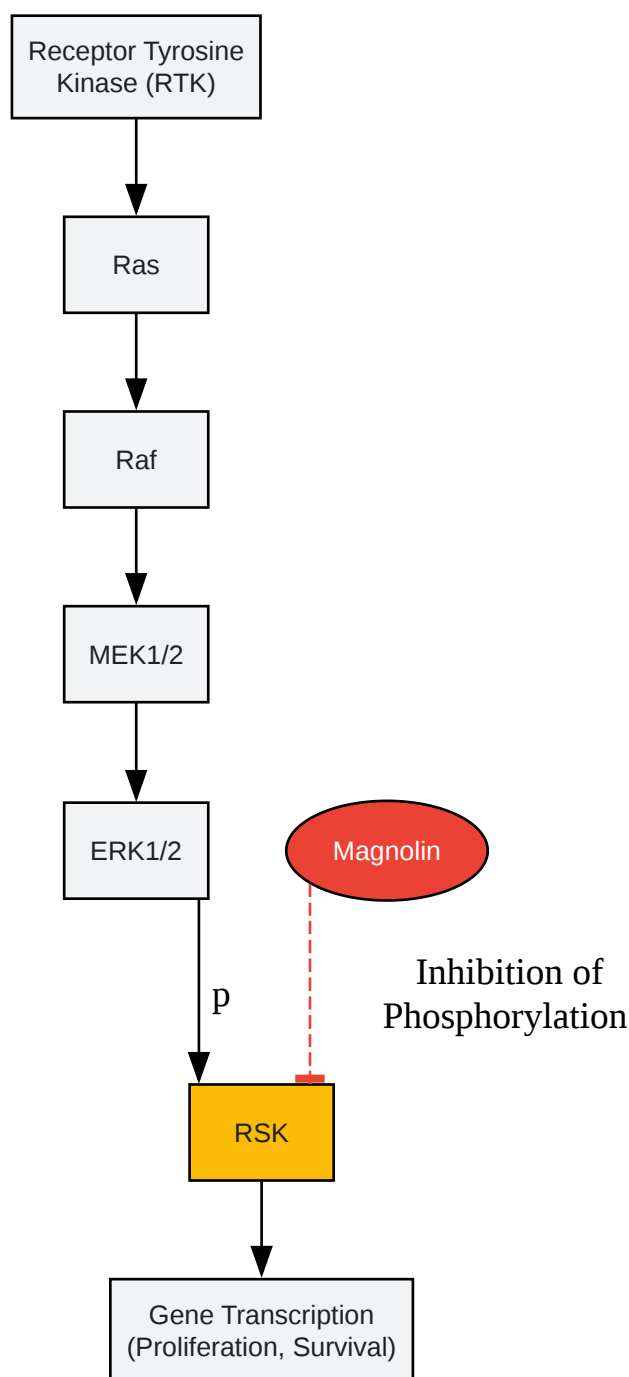 Receptor Tyrosine
Kinase (RTK)
Ras
Raf
MEK1/2
ERK1/2
Magnolin
p
Inhibition of
Phosphorylation
RSK
Gene Transcription
(Proliferation, Survival)